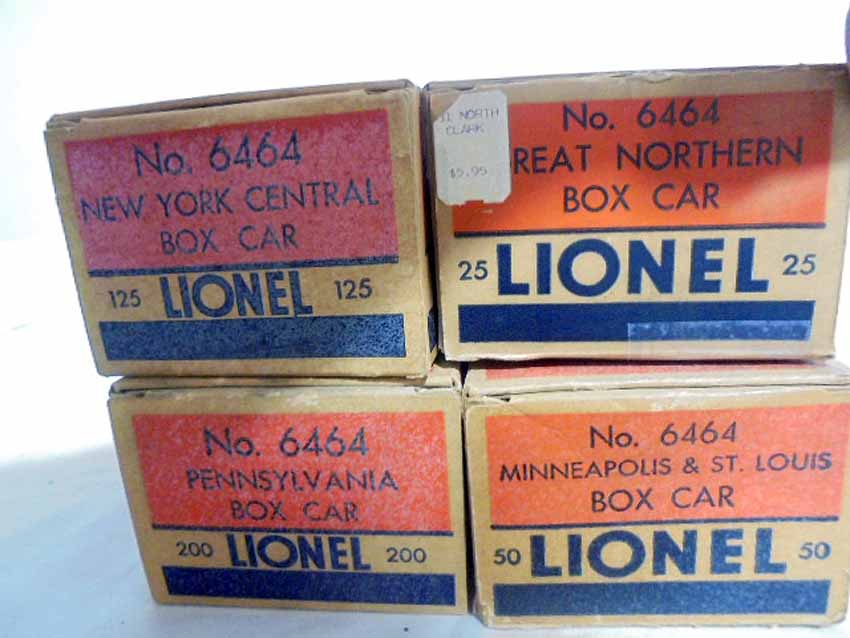 No. 6464
NEW YORK CENTRAL
BOX CAR
125 LIONEL 125
NORTH
CLARK
$5.95
No. 6464
REAT NORTHERN
BOX CAR
25 LIONEL 25
No. 6464
PENNSYLVANIA
BOX CAR
200 LIONEL 200
No. 6464
MINNEAPOLIS & ST. LOUIS
BOX CAR
50 LIONEL 50